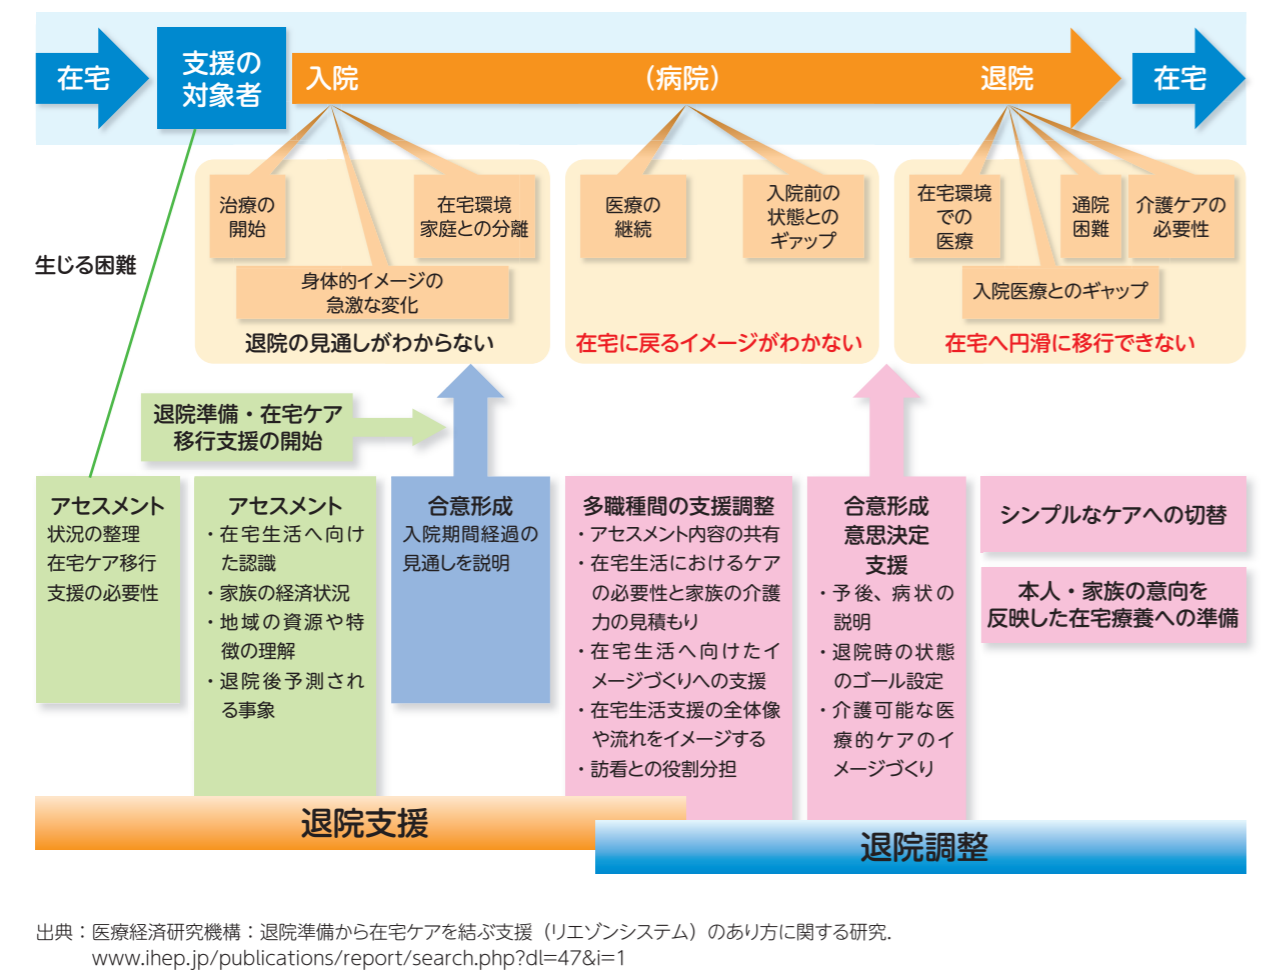 在宅
支援の
対象者
入院
（病院）
退院
在宅
治療の
開始
在宅環境
家庭との分離
身体的イメージの
急激な変化
退院の見通しがわからない
医療の
継続
入院前の
状態との
ギァップ
在宅に戻るイメージがわかない
在宅環境
での
医療
通院
困難
介護ケアの
必要性
入院医療とのギャップ
在宅へ円滑に移行できない
生じる困難
退院準備・在宅ケア
移行支援の開始
アセスメント
状況の整理
在宅ケア移行
支援の必要性
アセスメント
・在宅生活へ向け
た認識
・家族の経済状況
・地域の資源や特
徴の理解
・退院後予測され
る事象
合意形成
入院期間経過の
見通しを説明
多職種間の支援調整
・アセスメント内容の共有
・在宅生活におけるケア
の必要性と家族の介護
力の見積もり
・在宅生活へ向けたイ
メージづくりへの支援
・在宅生活支援の全体像
や流れをイメージする
・訪看との役割分担
合意形成
意思決定
支援
・予後、病状の
説明
・退院時の状態
のゴール設定
・介護可能な医
療的ケアのイ
メージづくり
シンプルなケアへの切替
本人・家族の意向を
反映した在宅療養への準備
退院支援
退院調整
出典：医療経済研究機構：退院準備から在宅ケアを結ぶ支援（リエゾンシステム）のあり方に関する研究.
www.ihep.jp/publications/report/search.php?dl=47&i=1